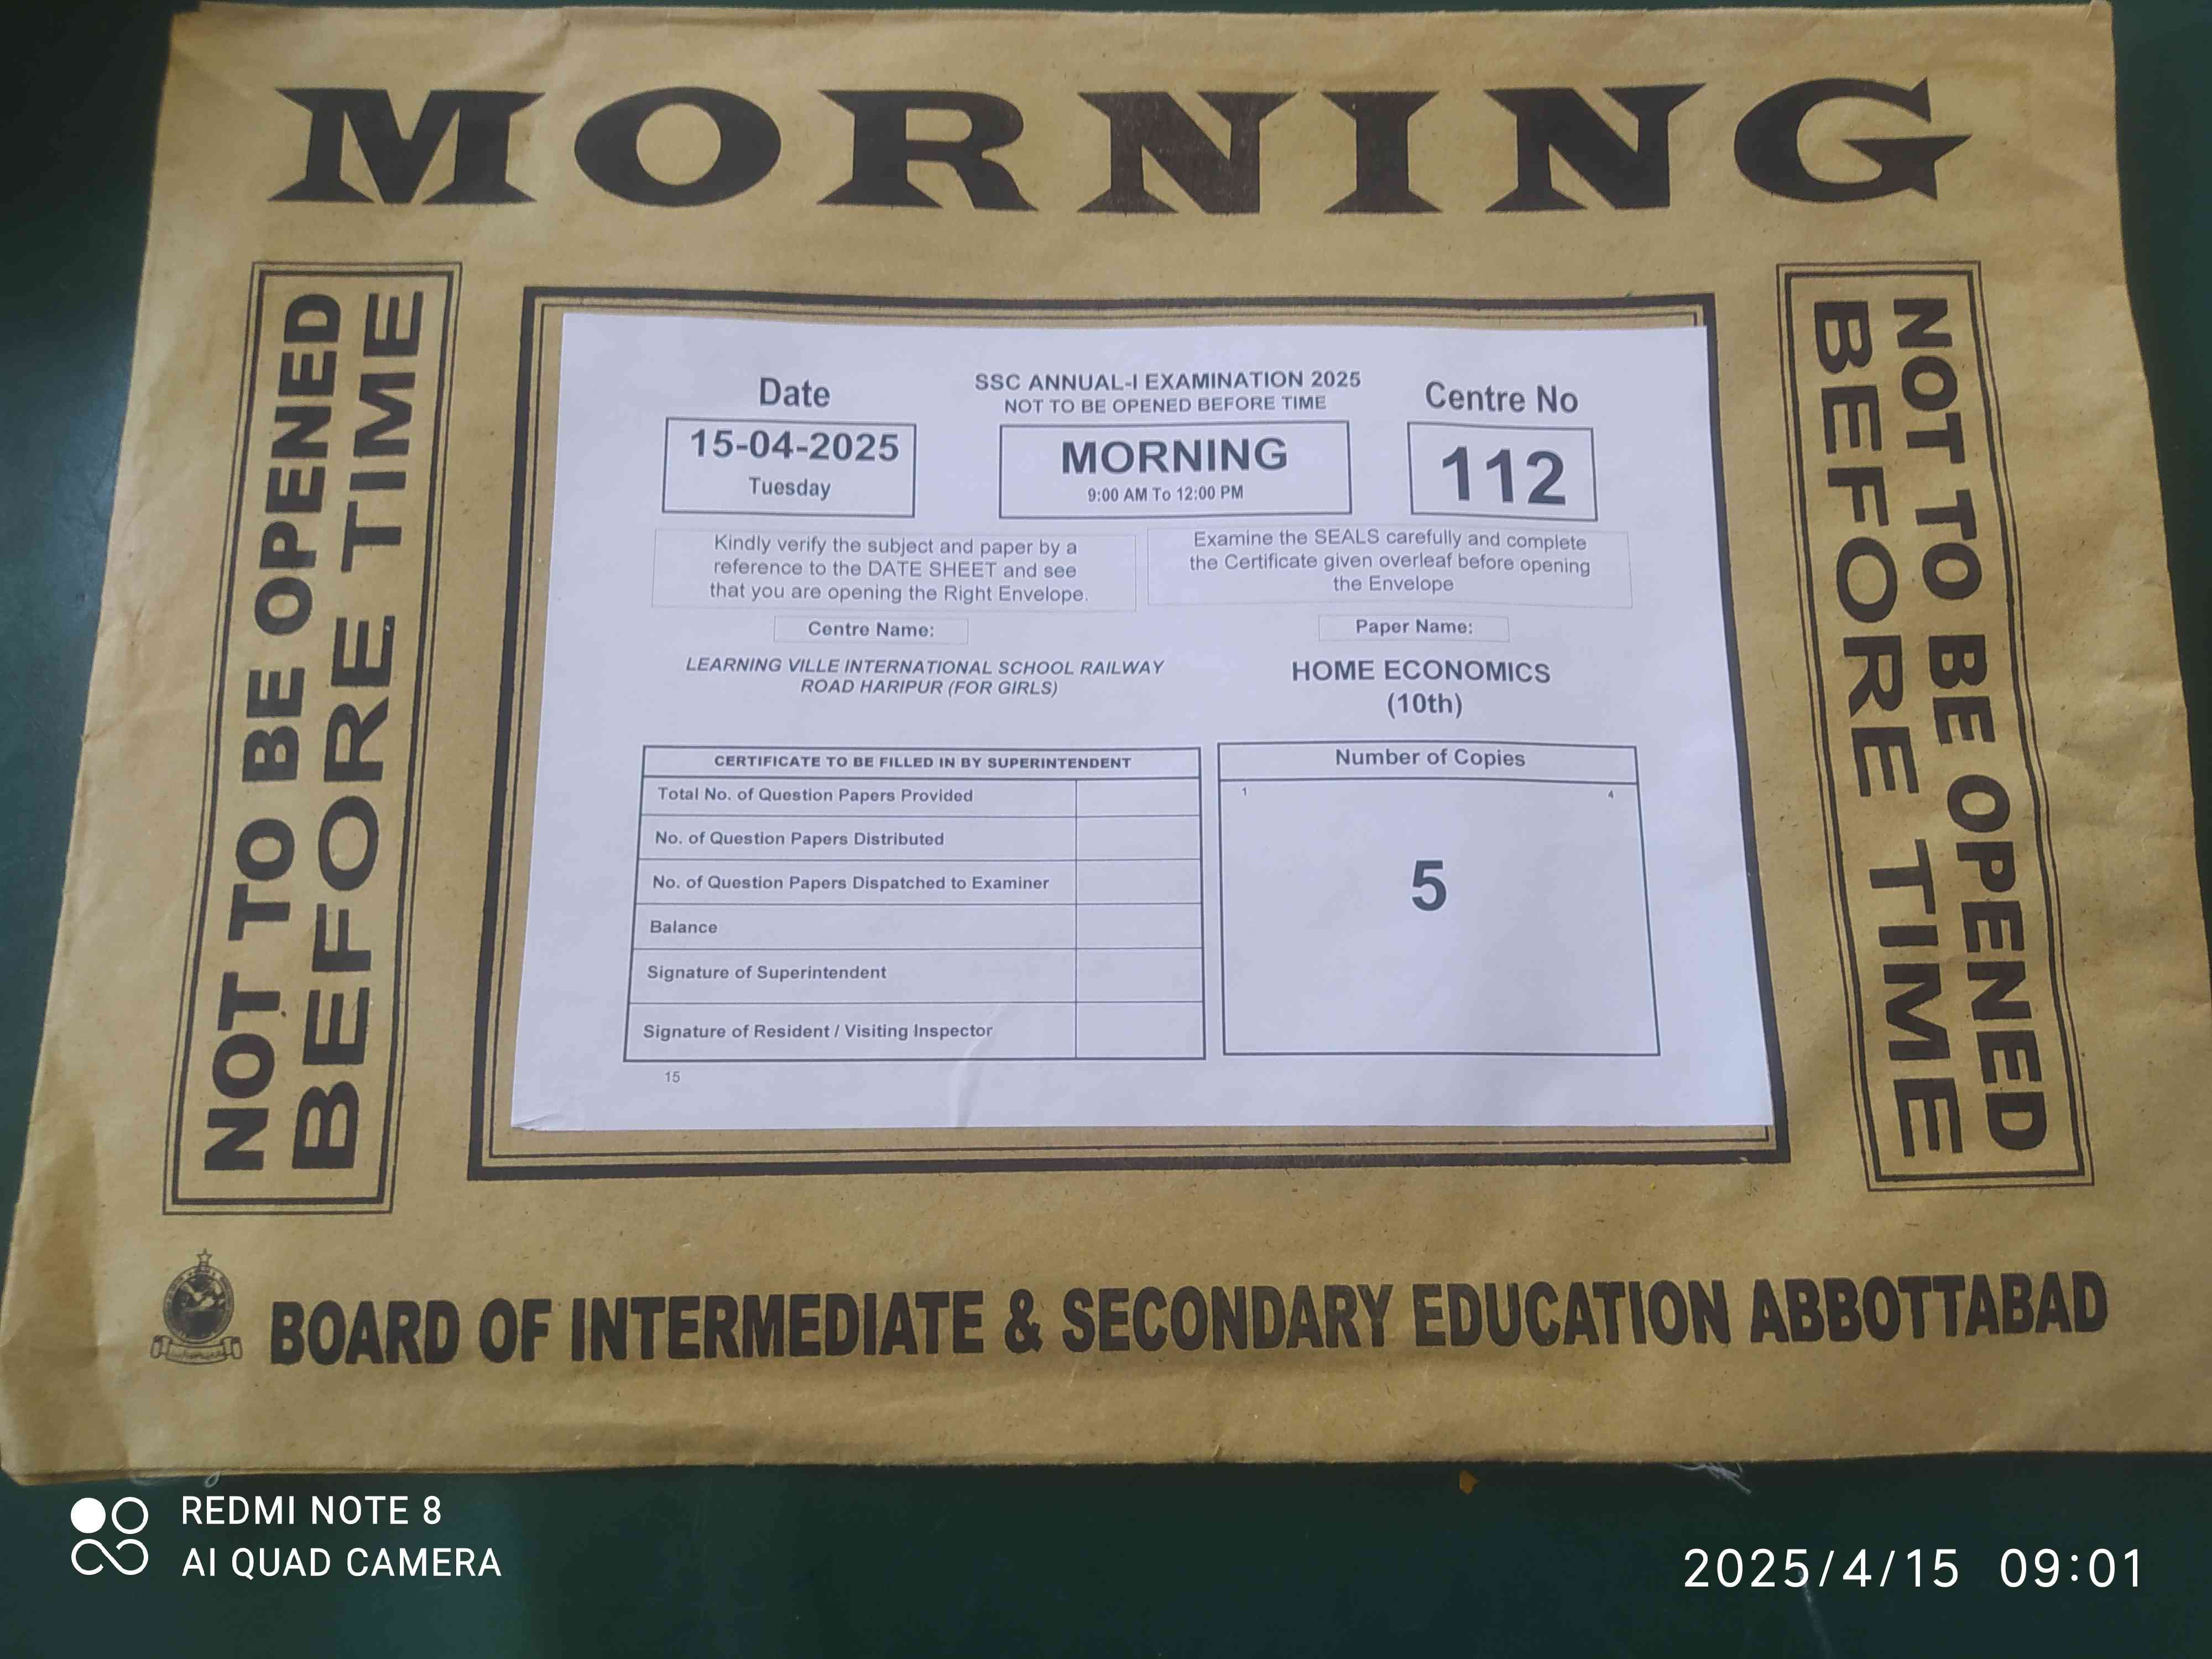 MORNING
NOT TO BE OPENED
BEFORE TIME
Date
15-04-2025
Tuesday
SSC ANNUAL-I EXAMINATION 2025
NOT TO BE OPENED BEFORE TIME
MORNING
9:00 AM To 12:00 PM
Centre No
112
Kindly verify the subject and paper by a
reference to the DATE SHEET and see
that you are opening the Right Envelope.
Examine the SEALS carefully and complete
the Certificate given overleaf before opening
the Envelope
Centre Name:
LEARNING VILLE INTERNATIONAL SCHOOL RAILWAY
ROAD HARIPUR (FOR GIRLS)
Paper Name:
HOME ECONOMICS
(10th)
CERTIFICATE TO BE FILLED IN BY SUPERINTENDENT
Total No. of Question Papers Provided
No. of Question Papers Distributed
No. of Question Papers Dispatched to Examiner
Balance
Signature of Superintendent
Signature of Resident / Visiting Inspector
15
Number of Copies
1 4
5
NOT TO BE OPENED
BEFORE TIME
BOARD OF INTERMEDIATE & SECONDARY EDUCATION ABBOTTABAD
REDMI NOTE 8
AI QUAD CAMERA
2025/4/15 09:01